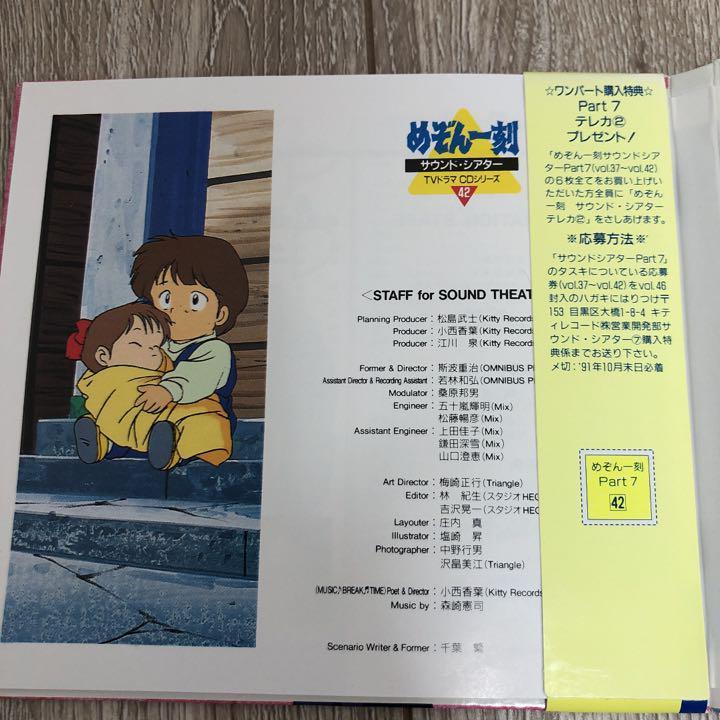 めぞん一刻
サウンド・シアター
TVドラマ CDシリーズ
42
<STAFF for SOUND THEAT
Planning Producer : 松島武士(Kitty Records
Producer : 小西香葉(Kitty Records
Producer : 江川 泉(Kitty Records
Former & Director : 斯波重治(OMNIBUS P
Assistant Director & Recording Assistant : 若林和弘(OMNIBUS P
Modulator : 桑原邦男
Engineer : 五十嵐輝明(Mix)
松藤暢彦(Mix)
Assistant Engineer : 上田佳子(Mix)
鎌田深雪(Mix)
山口澄恵(Mix)
Art Director : 梅崎正行(Triangle)
Editor : 林 紀生(スタジオHEC
吉沢晃一(スタジオHEC
Layouter : 庄内 真
Illustrator : 塩崎 昇
Photographer : 中野行男
沢畠美江(Triangle)
(MUSIC♪BREAK♬TIME) Poet & Director : 小西香葉(Kitty Records
Music by : 森崎憲司
Scenario Writer & Former : 千葉 繁
☆ワンパート購入特典☆
Part 7
テレカ②
プレゼント!
「めぞん一刻サウンドシア
ターPart7(vol.37〜vol.42)
の6枚全てをお買い上げい
ただいた方全員に「めぞん
一刻 サウンド・シアター
テレカ②」をさしあげます。
※応募方法※
「サウンドシアターPart7」
のタスキについている応募
券(vol.37〜vol.42)をvol.46
封入のハガキにはりつけ〒
153 目黒区大橋1-8-4 キテ
ィレコード㈱営業開発部サ
ウンド・シアター⑦購入特
典係までお送り下さい。
〆切:'91年10月末日必着
めぞん一刻
Part 7
42